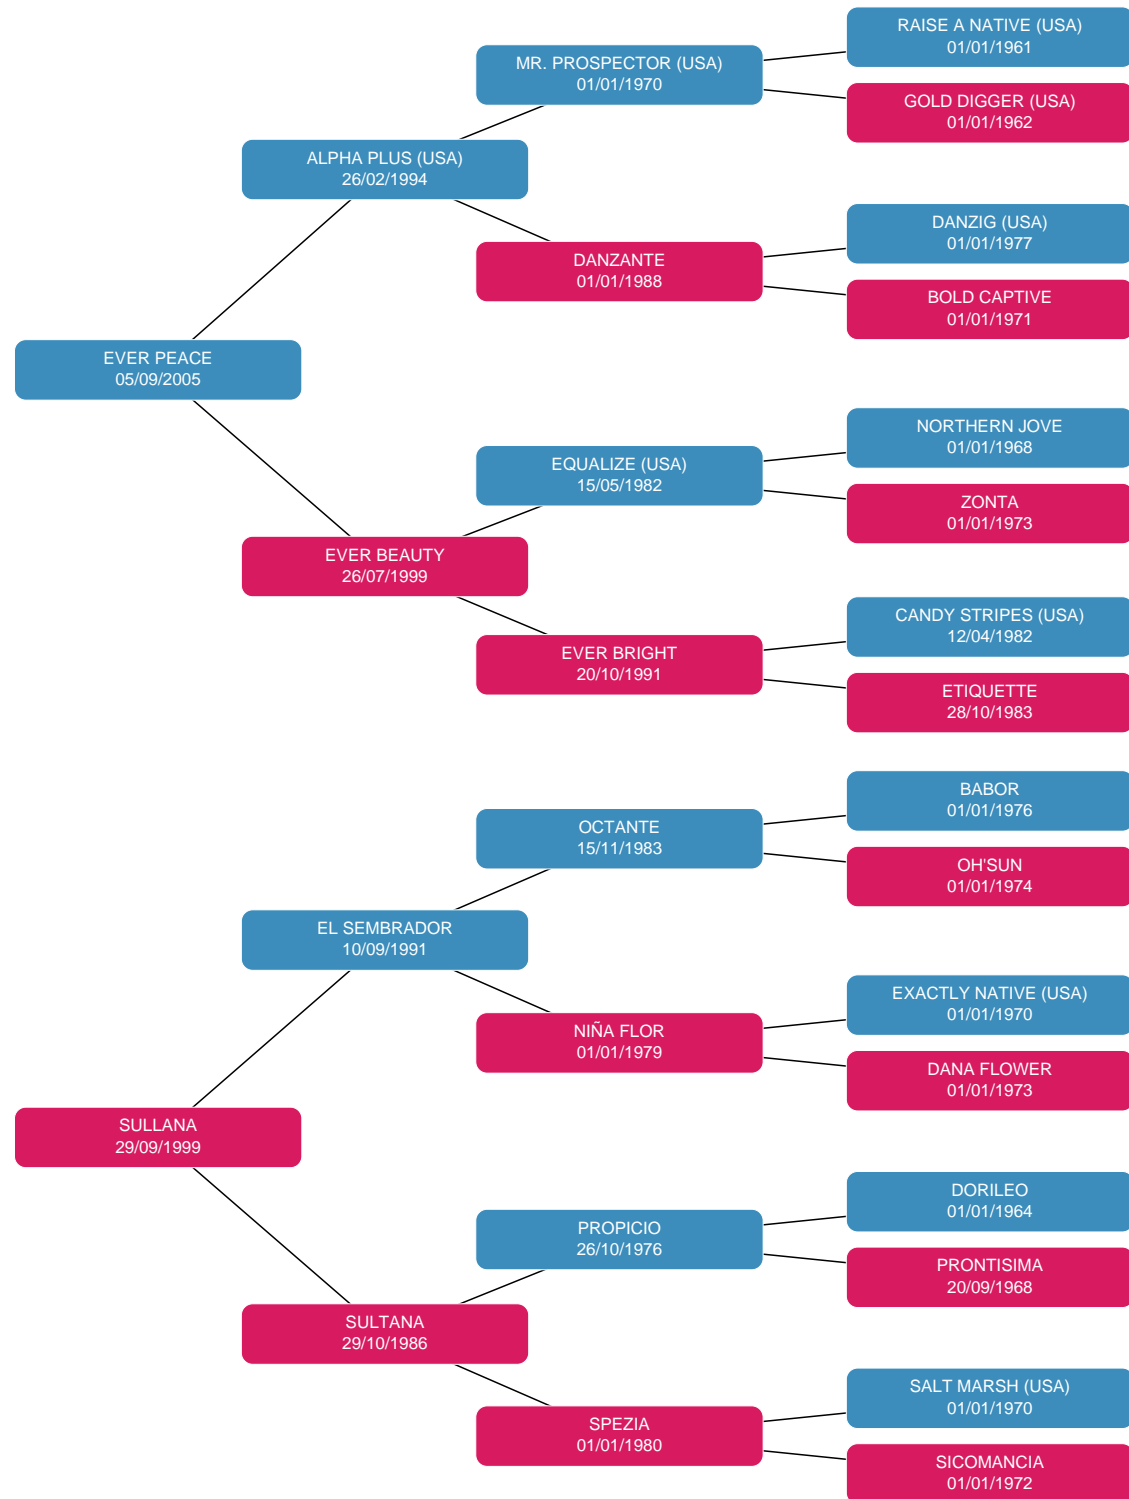 RAISE A NATIVE (USA)
01/01/1961
MR. PROSPECTOR (USA)
01/01/1970
GOLD DIGGER (USA)
01/01/1962
ALPHA PLUS (USA)
26/02/1994
DANZIG (USA)
01/01/1977
DANZANTE
01/01/1988
BOLD CAPTIVE
01/01/1971
EVER PEACE
05/09/2005
NORTHERN JOVE
01/01/1968
EQUALIZE (USA)
15/05/1982
ZONTA
01/01/1973
EVER BEAUTY
26/07/1999
CANDY STRIPES (USA)
12/04/1982
EVER BRIGHT
20/10/1991
ETIQUETTE
28/10/1983
BABOR
01/01/1976
OCTANTE
15/11/1983
OH'SUN
01/01/1974
EL SEMBRADOR
10/09/1991
EXACTLY NATIVE (USA)
01/01/1970
NIÑA FLOR
01/01/1979
DANA FLOWER
01/01/1973
SULLANA
29/09/1999
DORILEO
01/01/1964
PROPICIO
26/10/1976
PRONTISIMA
20/09/1968
SULTANA
29/10/1986
SALT MARSH (USA)
01/01/1970
SPEZIA
01/01/1980
SICOMANCIA
01/01/1972